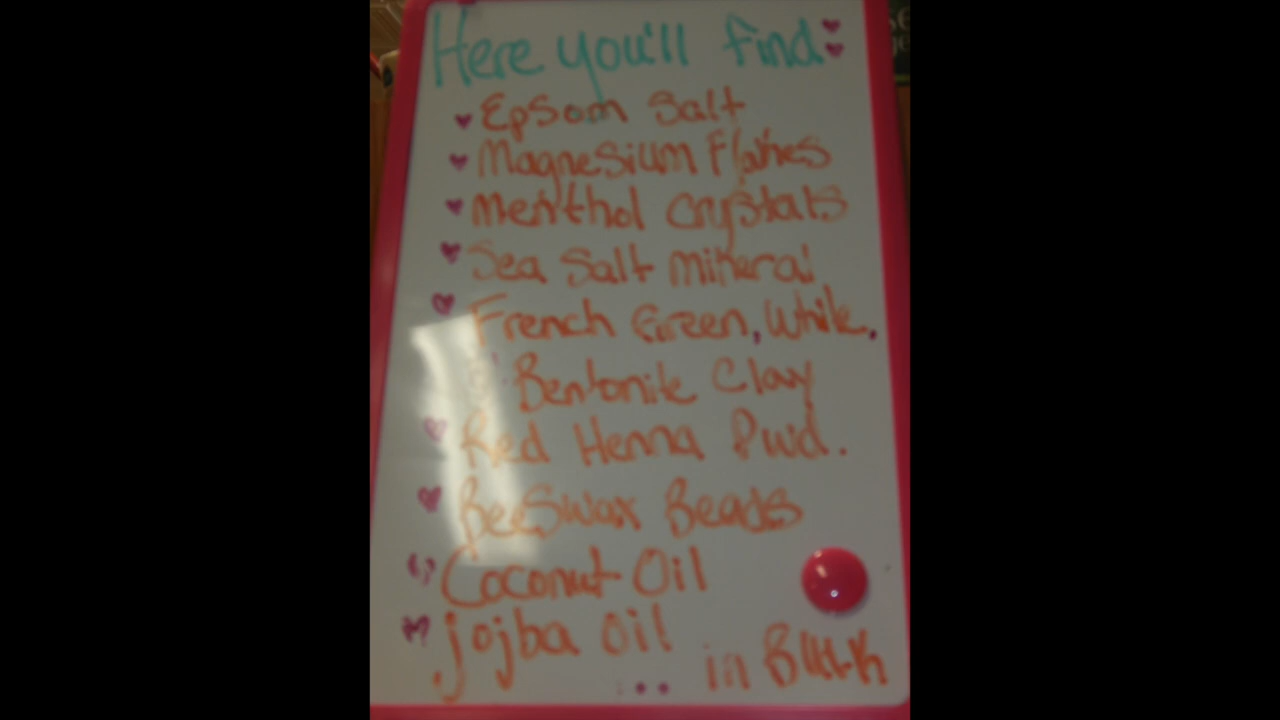 Here you'll find:
Epsom Salt
Magnesium Flakes
Menthol Crystals
Sea Salt Mineral
French Green, White,
Bentonite Clay
Red Henna Pwd.
Beeswax Beads
Coconut Oil
Jojba Oil
... in Bulk